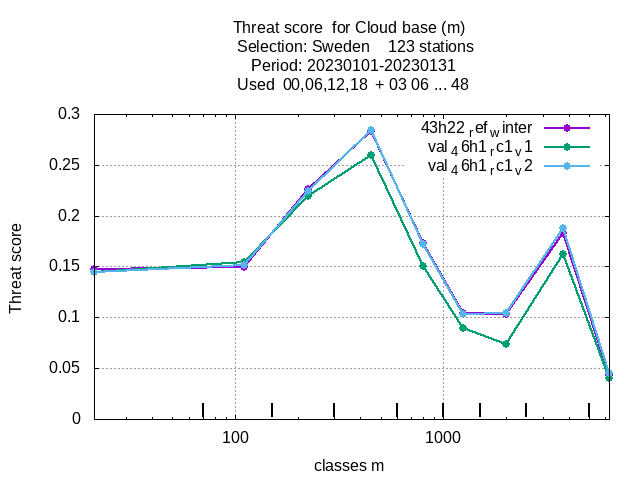 Threat score  for Cloud base (m)
Selection: Sweden    123 stations
Period: 20230101-20230131
Used  00,06,12,18  + 03 06 ... 48
0.3
43h22 ref winter
val 4 6h1 r c1 v 1
0.25
val 4 6h1 r c1 v 2
0.2
Threat score
0.15
0.1
0.05
0
100
1000
classes m